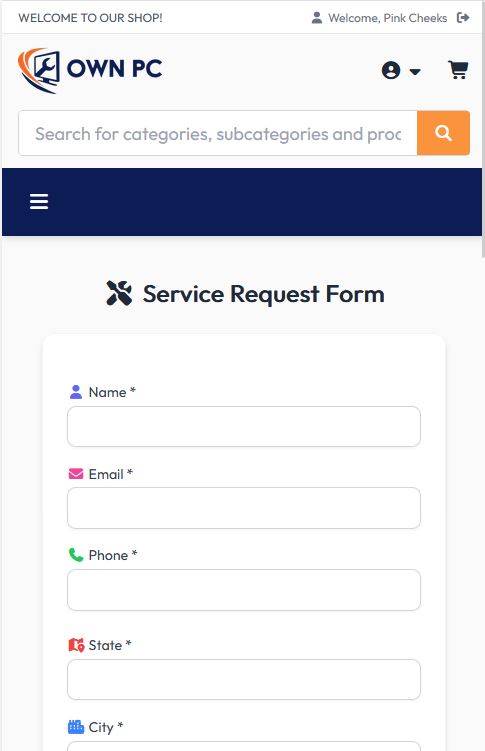 WELCOME TO OUR SHOP!
Welcome, Pink Cheeks
OWN PC
Search for categories, subcategories and proc
Service Request Form
Name *
Email *
Phone *
State *
City *